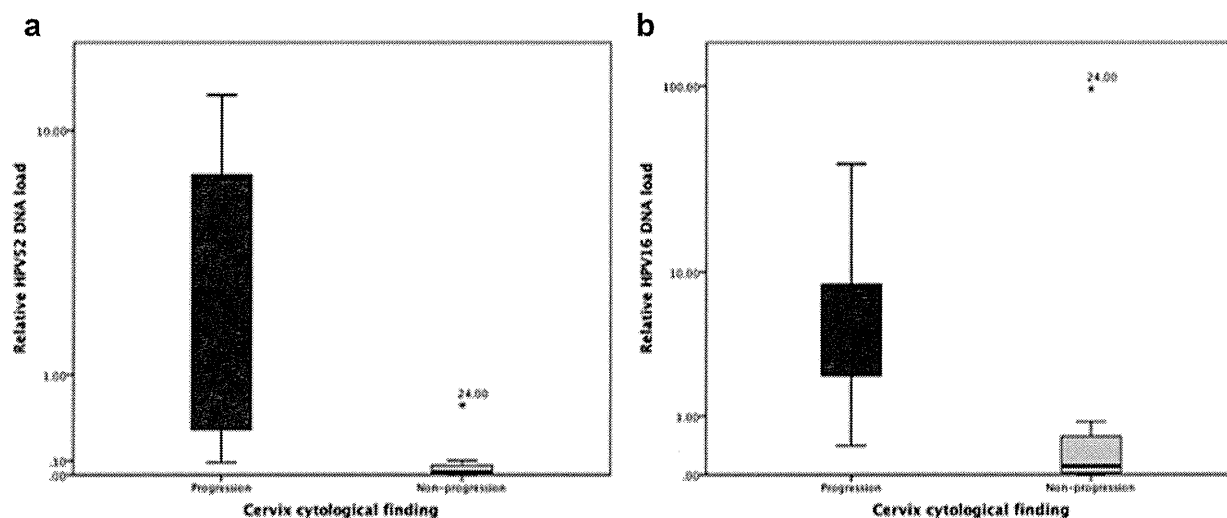 a
Relative HPV52 DNA load
10.00
1.00
.10
.00
24.00
Progression
Non-progression
Cervix cytological finding
b
Relative HPV16 DNA load
100.00
10.00
1.00
.00
24.00
Progression
Non-progression
Cervix cytological finding